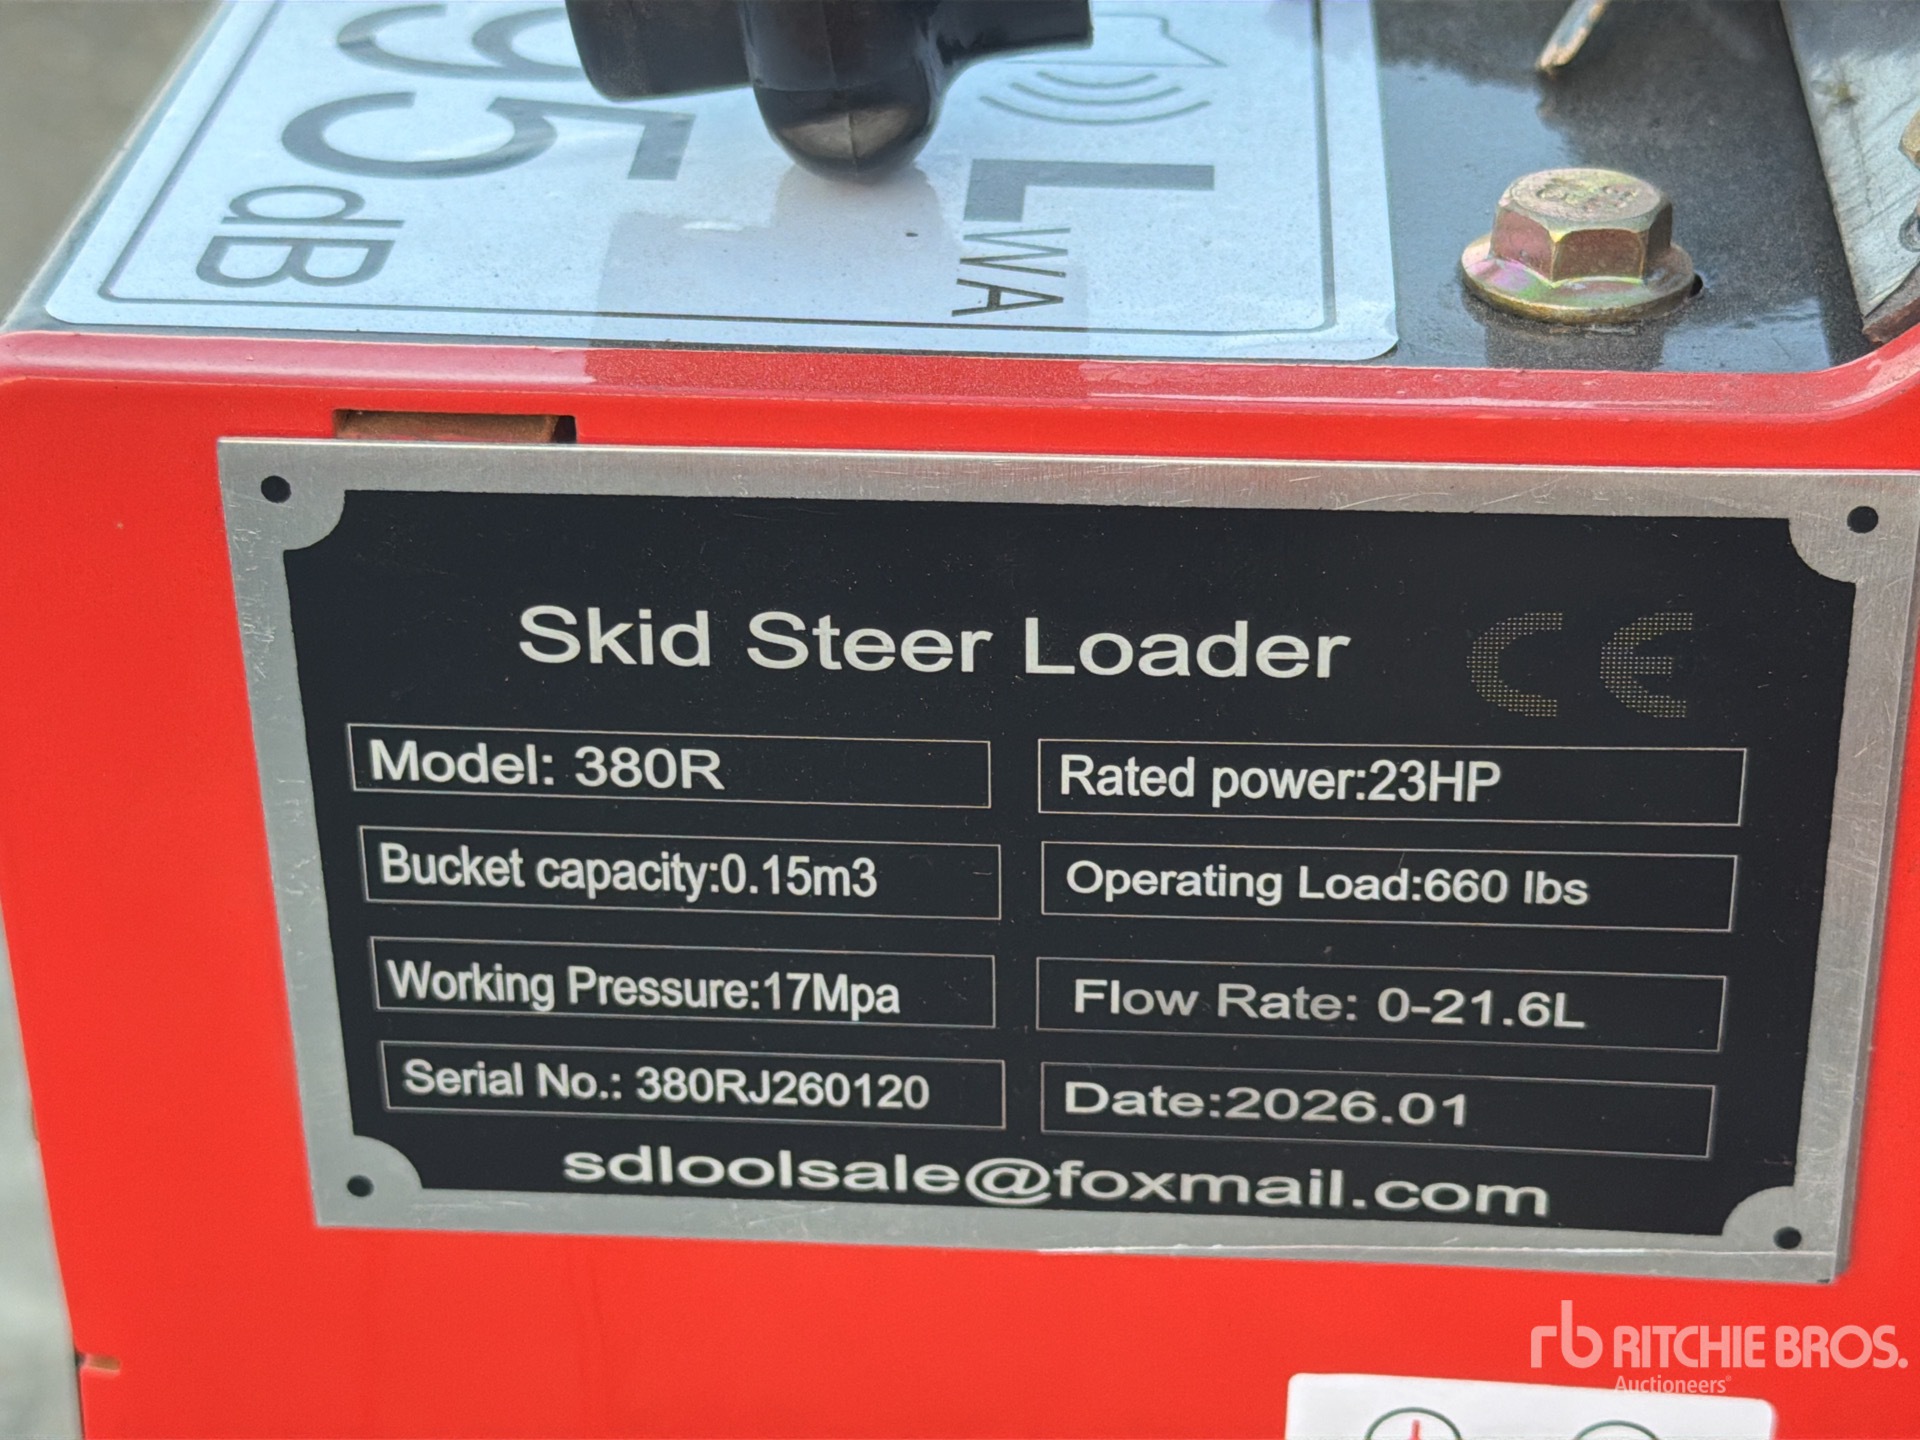 95
dB
LWA
Skid Steer Loader CE
Model: 380R
Rated power:23HP
Bucket capacity:0.15m3
Operating Load:660 lbs
Working Pressure:17Mpa
Flow Rate: 0-21.6L
Serial No.: 380RJ260120
Date:2026.01
sdloolsale@foxmail.com
rb RITCHIE BROS.
Auctioneers®